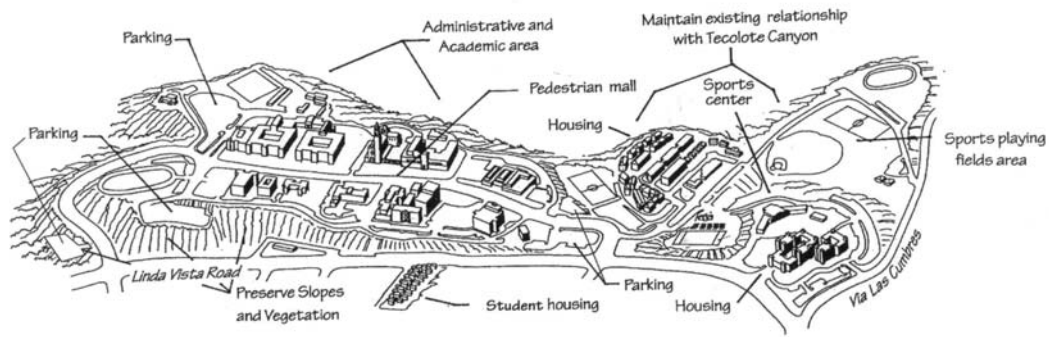 Parking
Administrative and
Academic area
Maintain existing relationship
with Tecolote Canyon
Pedestrian mall
Sports
center
Parking
Housing
Sports playing
fields area
Linda Vista Road
Preserve Slopes
and Vegetation
Student housing
Parking
Housing
Via Las Cumbres